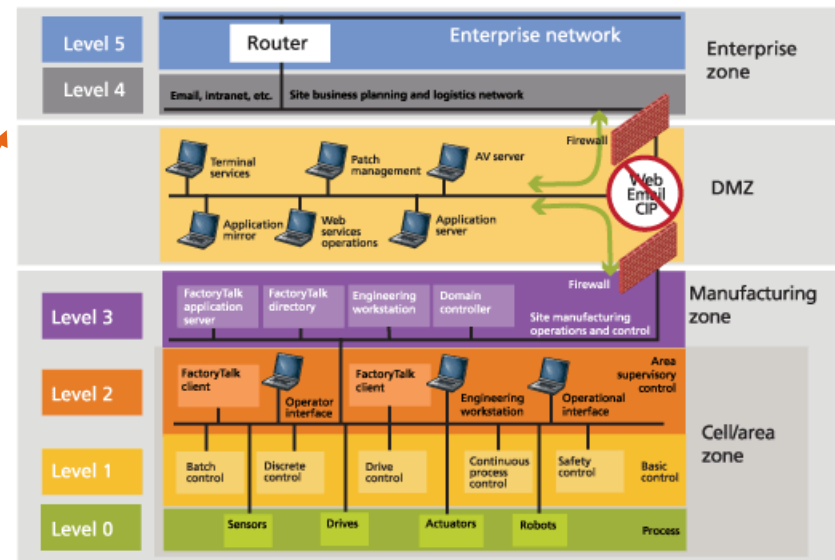 Level 5
Router
Enterprise network
Enterprise
zone
Level 4
Email, intranet, etc.
Site business planning and logistics network
Firewall
Terminal
services
Patch
management
AV server
Web
Email
CIP
DMZ
Application
mirror
Web
services
operations
Application
server
Firewall
Manufacturing
zone
Level 3
FactoryTalk
application
server
FactoryTalk
directory
Engineering
workstation
Domain
controller
Site manufacturing
operations and control
Level 2
FactoryTalk
client
Operator
interface
FactoryTalk
client
Engineering
workstation
Operational
interface
Area
supervisory
control
Cell/area
zone
Level 1
Batch
control
Discrete
control
Drive
control
Continuous
process
control
Safety
control
Basic
control
Level 0
Sensors
Drives
Actuators
Robots
Process